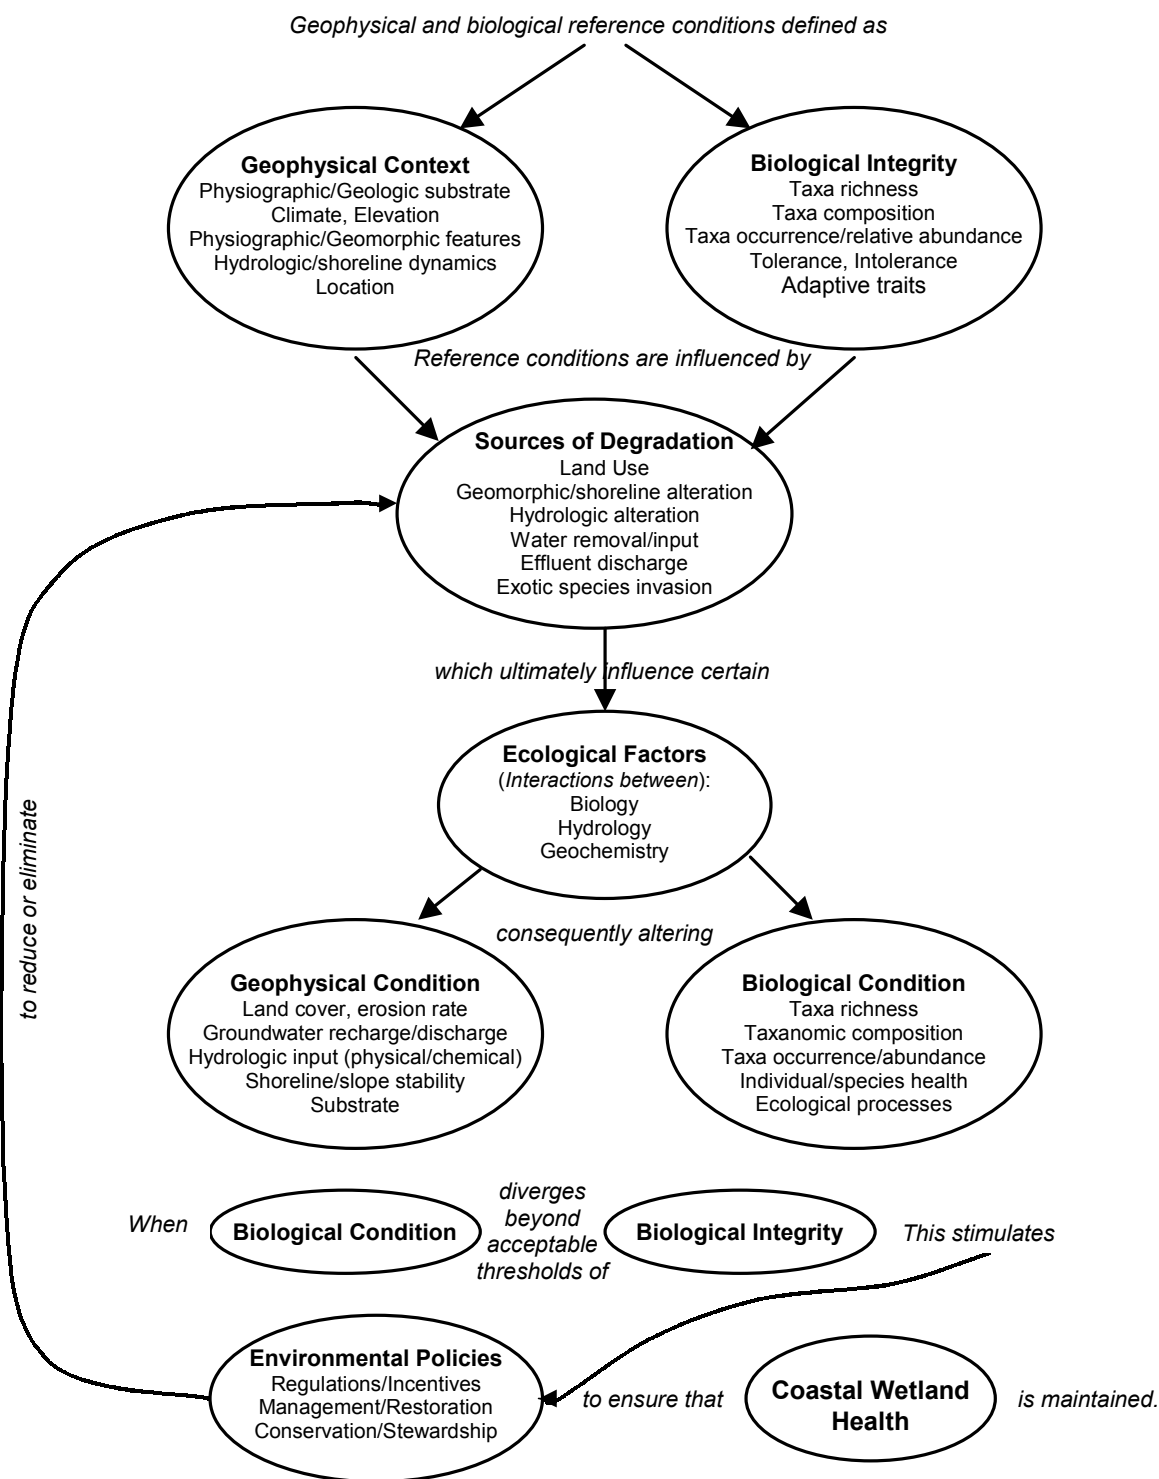 Geophysical and biological reference conditions defined as
Geophysical Context
Physiographic/Geologic substrate
Climate, Elevation
Physiographic/Geomorphic features
Hydrologic/shoreline dynamics
Location
Biological Integrity
Taxa richness
Taxa composition
Taxa occurrence/relative abundance
Tolerance, Intolerance
Adaptive traits
Reference conditions are influenced by
Sources of Degradation
Land Use
Geomorphic/shoreline alteration
Hydrologic alteration
Water removal/input
Effluent discharge
Exotic species invasion
which ultimately influence certain
Ecological Factors
(Interactions between):
Biology
Hydrology
Geochemistry
consequently altering
Geophysical Condition
Land cover, erosion rate
Groundwater recharge/discharge
Hydrologic input (physical/chemical)
Shoreline/slope stability
Substrate
Biological Condition
Taxa richness
Taxanomic composition
Taxa occurrence/abundance
Individual/species health
Ecological processes
When
Biological Condition
diverges
beyond
acceptable
thresholds of
Biological Integrity
This stimulates
Environmental Policies
Regulations/Incentives
Management/Restoration
Conservation/Stewardship
to ensure that
Coastal Wetland
Health
is maintained.
to reduce or eliminate